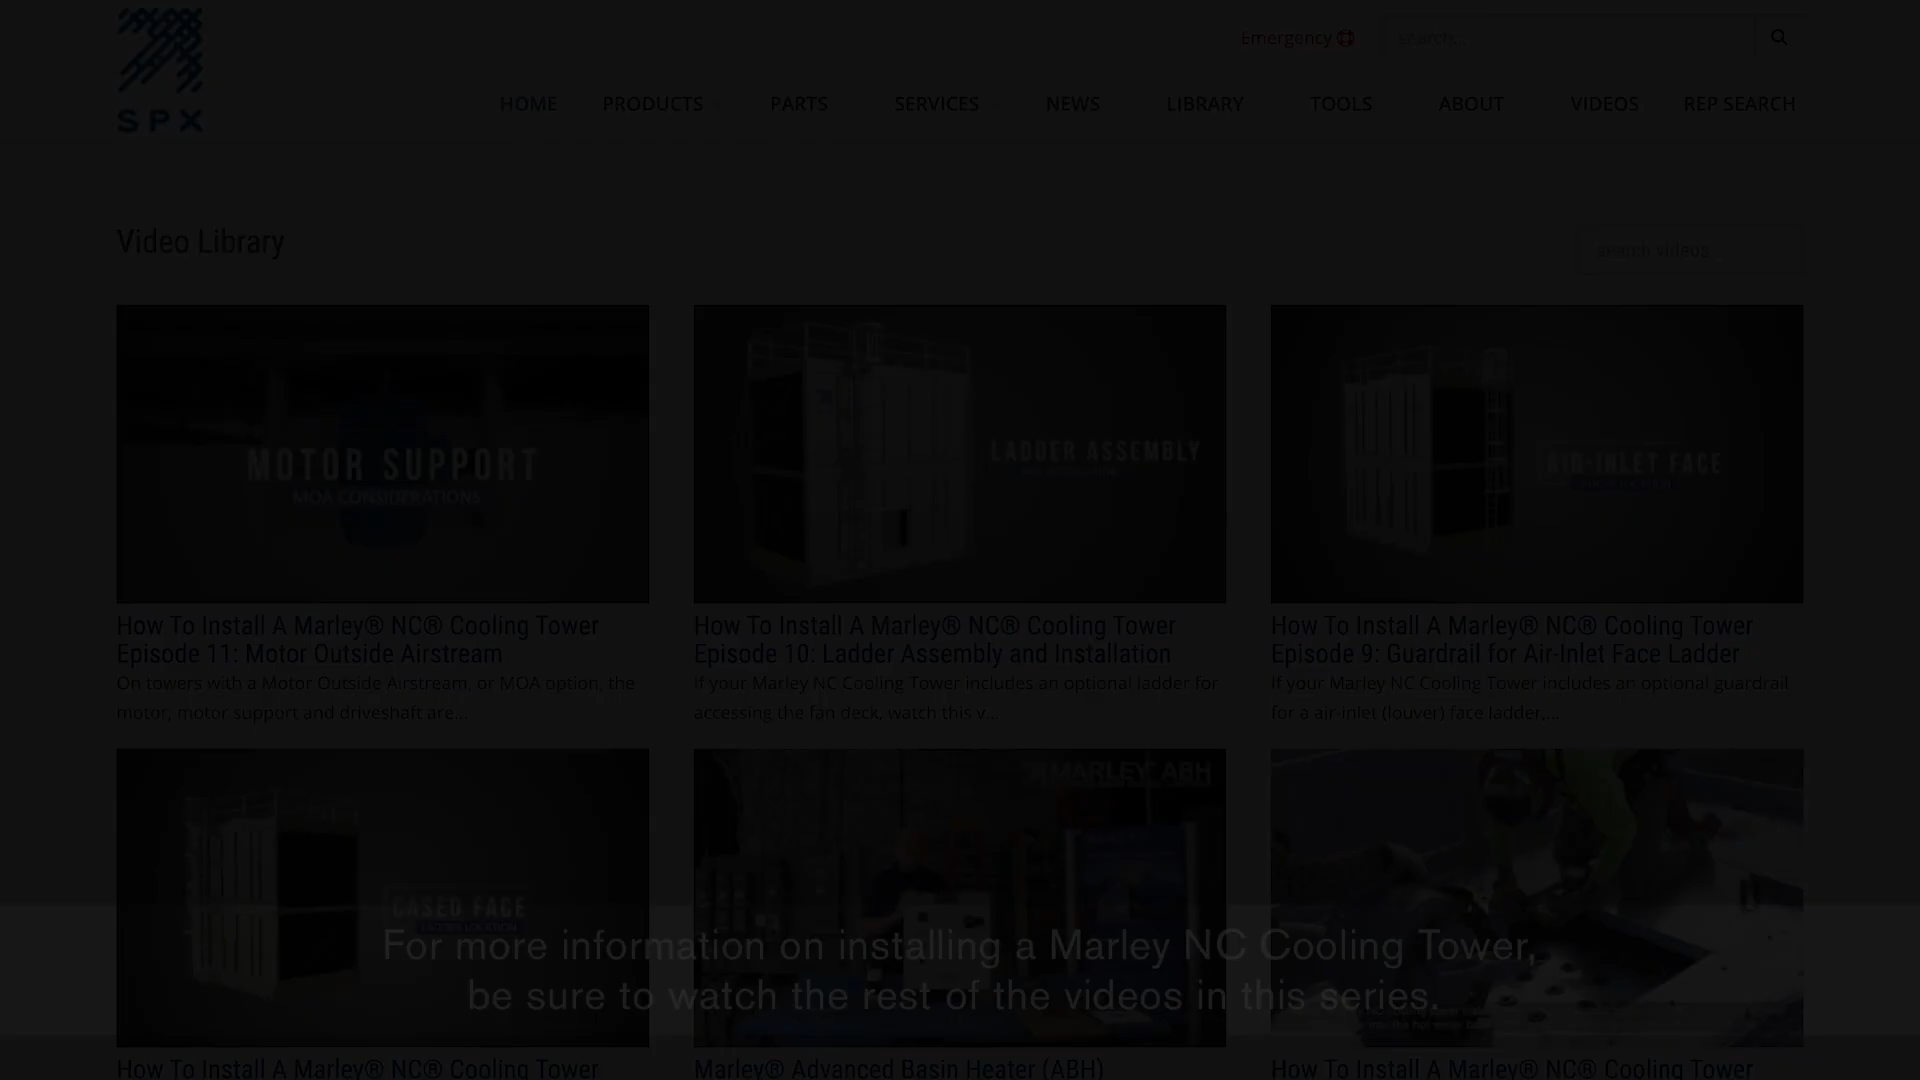 SPX
Emergency
search...
HOME PRODUCTS PARTS SERVICES NEWS LIBRARY TOOLS ABOUT VIDEOS REP SEARCH
Video Library
search videos
MOTOR SUPPORT
MOA CONSIDERATIONS
LADDER ASSEMBLY
AIR-INLET FACE
How To Install A Marley® NC® Cooling Tower
Episode 11: Motor Outside Airstream
On towers with a Motor Outside Airstream, or MOA option, the
motor, motor support and driveshaft are...
How To Install A Marley® NC® Cooling Tower
Episode 10: Ladder Assembly and Installation
If your Marley NC Cooling Tower includes an optional ladder for
accessing the fan deck, watch this v...
How To Install A Marley® NC® Cooling Tower
Episode 9: Guardrail for Air-Inlet Face Ladder
If your Marley NC Cooling Tower includes an optional guardrail
for a air-inlet (louver) face ladder,...
CASED FACE
LADDER LOCATION
MARLEY ABH
For more information on installing a Marley NC Cooling Tower,
be sure to watch the rest of the videos in this series.
How To Install A Marley® NC® Cooling Tower
Marley® Advanced Basin Heater (ABH)
How To Install A Marley® NC® Cooling Tower